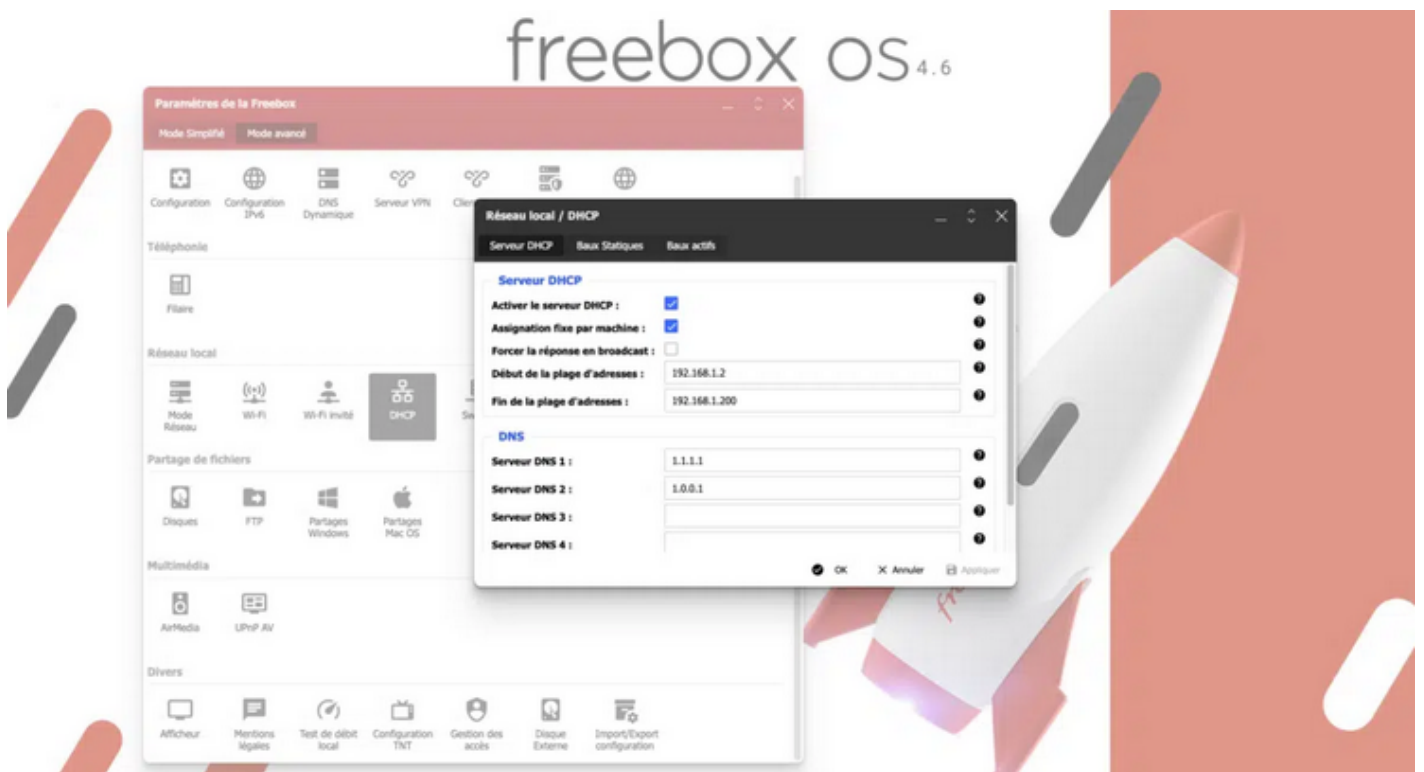 freebox os 4.6
Paramètres de la Freebox
Mode Simplifié Mode avancé
Configuration
Configuration IPv6
DNS Dynamique
Serveur VPN
Téléphonie
Filaire
Réseau local
Mode Réseau
Wi-Fi
Wi-Fi Invité
DHCP
Partage de fichiers
Disques
FTP
Partages Windows
Partages Mac OS
Multimédia
AirMedia
UPnP AV
Divers
Afficheur
Mentions légales
Test de débit local
Configuration TNT
Gestion des accès
Disque Externe
Import/Export configuration
Réseau local / DHCP
Serveur DHCP Baux Statiques Baux actifs
Serveur DHCP
Activer le serveur DHCP :
Assignation fixe par machine :
Forcer la réponse en broadcast :
Début de la plage d'adresses : 192.168.1.2
Fin de la plage d'adresses : 192.168.1.200
DNS
Serveur DNS 1 : 1.1.1.1
Serveur DNS 2 : 1.0.0.1
Serveur DNS 3 :
Serveur DNS 4 :
OK Annuler Appliquer